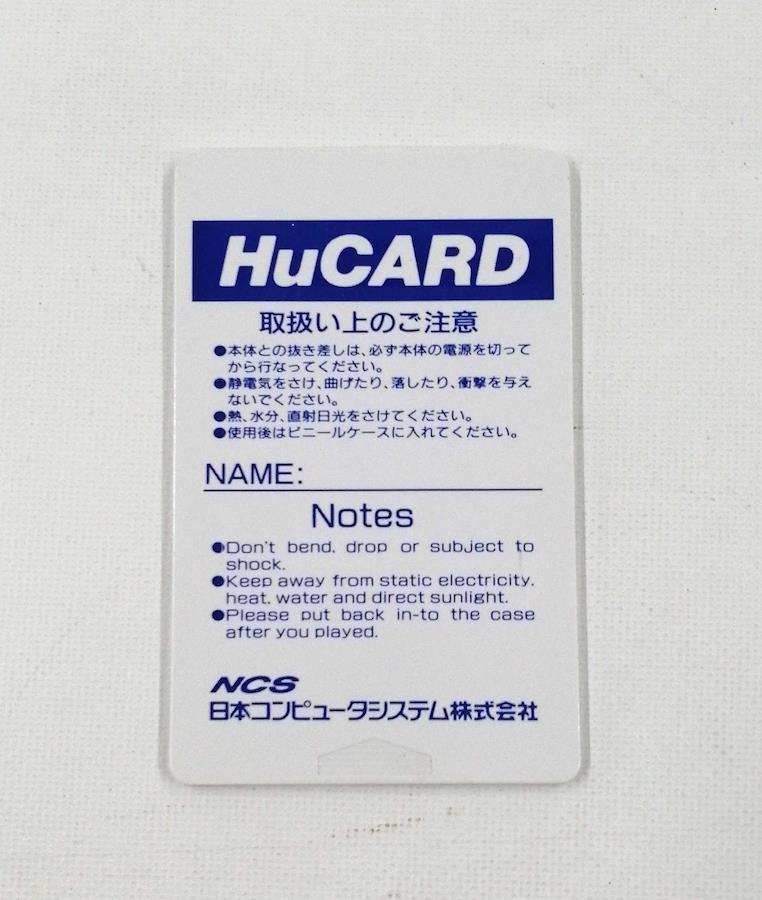 HuCARD
取扱い上のご注意
●本体との抜き差しは、必ず本体の電源を切って
から行なってください。
●静電気をさけ、曲げたり、落したり、衝撃を与え
ないでください。
●熱、水分、直射日光をさけてください。
●使用後はビニールケースに入れてください。
NAME:
Notes
●Don't bend, drop or subject to
shock.
●Keep away from static electricity,
heat, water and direct sunlight.
●Please put back in-to the case
after you played.
NCS
日本コンピュータシステム株式会社